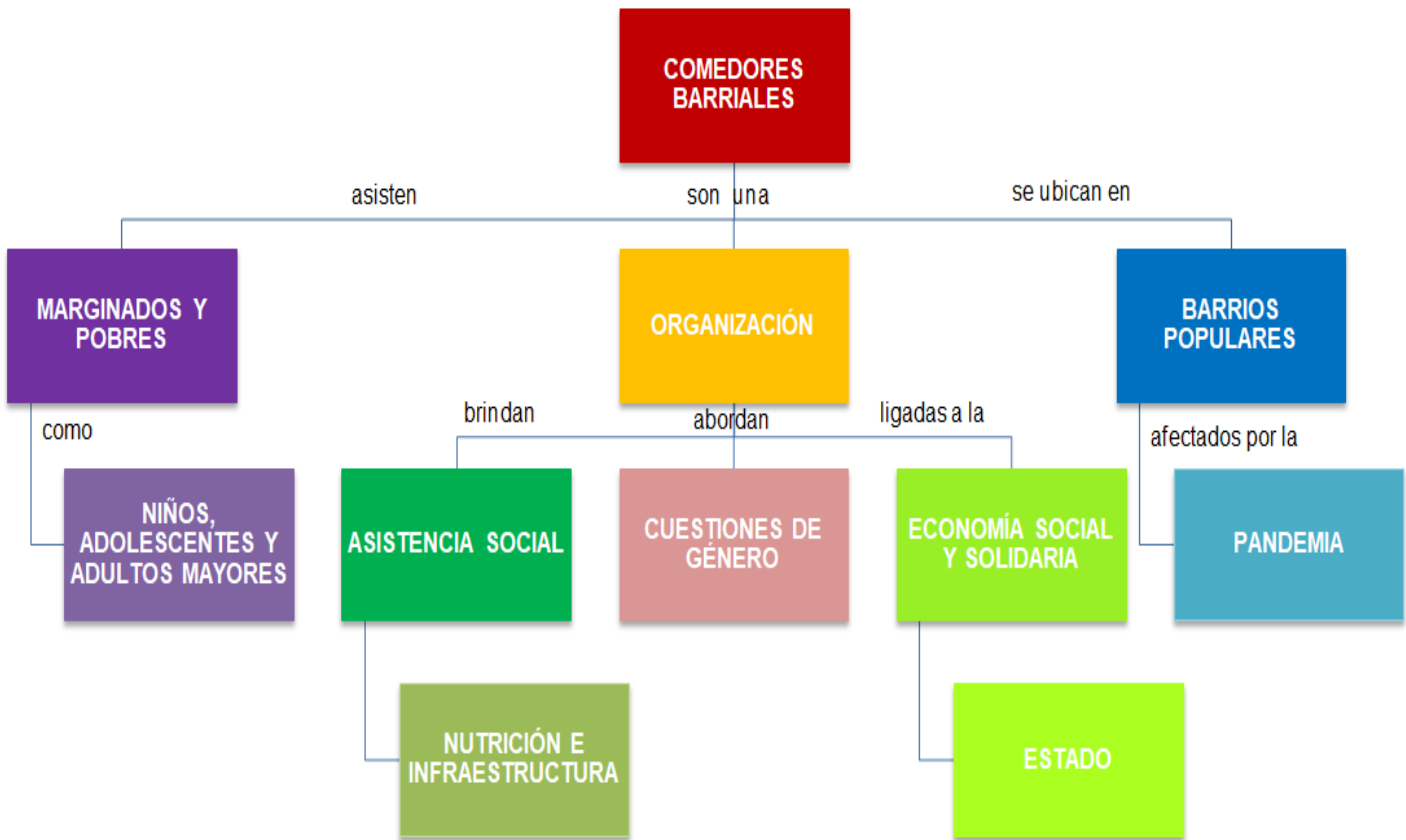 COMEDORES
BARRIALES
asisten
son una
se ubican en
MARGINADOS Y
POBRES
ORGANIZACIÓN
BARRIOS
POPULARES
como
brindan
abordan
ligadas a la
afectados por la
NIÑOS,
ADOLESCENTES Y
ADULTOS MAYORES
ASISTENCIA SOCIAL
CUESTIONES DE
GÉNERO
ECONOMÍA SOCIAL
Y SOLIDARIA
PANDEMIA
NUTRICIÓN E
INFRAESTRUCTURA
ESTADO